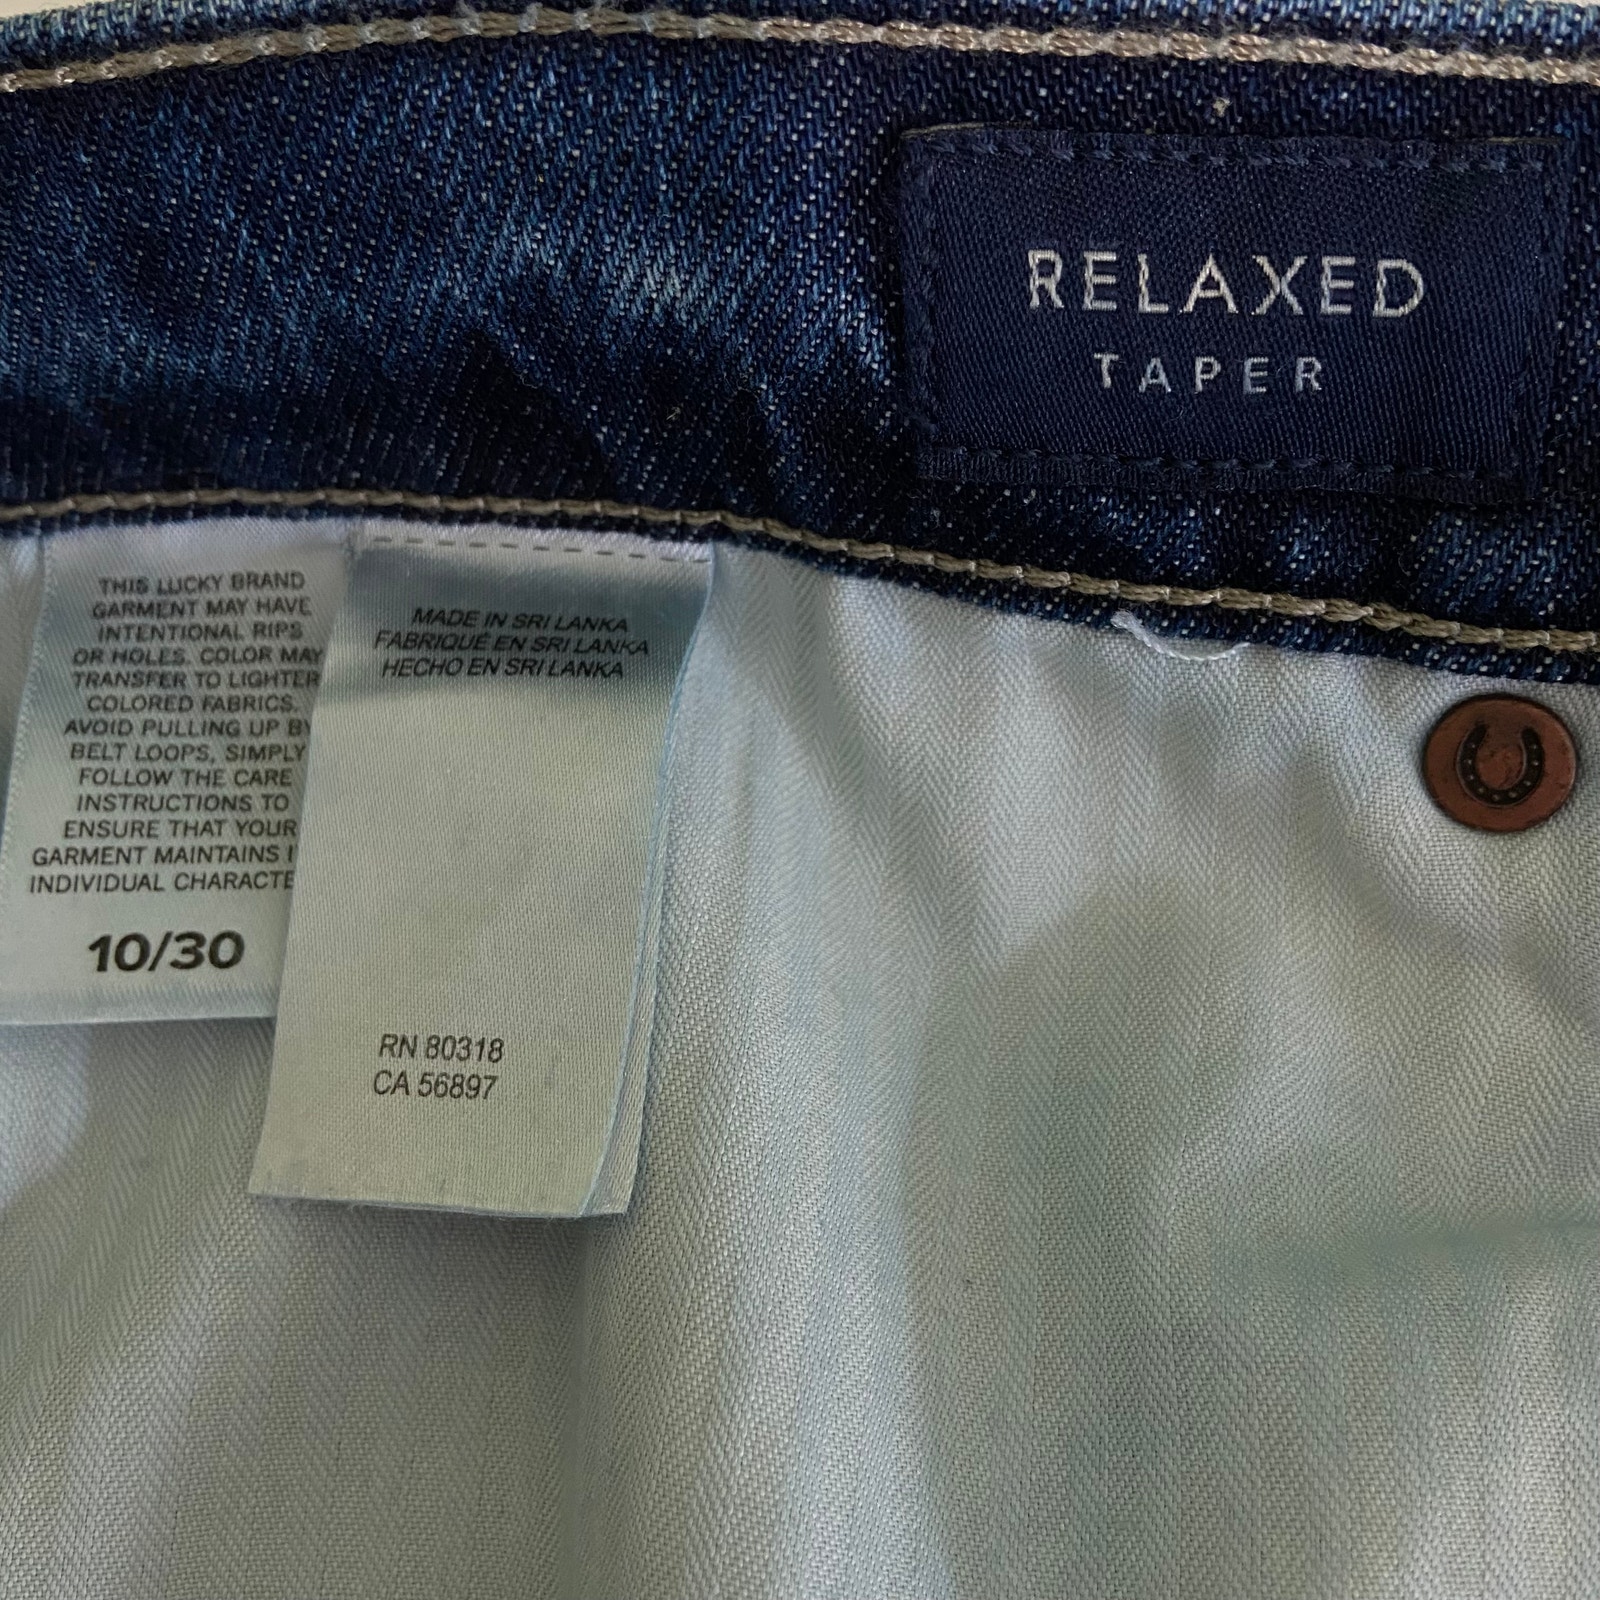 RELAXED
TAPER
THIS LUCKY BRAND
GARMENT MAY HAVE
INTENTIONAL RIPS
OR HOLES. COLOR MAY
TRANSFER TO LIGHTER
COLORED FABRICS.
AVOID PULLING UP BY
BELT LOOPS, SIMPLY
FOLLOW THE CARE
INSTRUCTIONS TO
ENSURE THAT YOUR
GARMENT MAINTAINS
INDIVIDUAL
10/30
MADE IN SRI LANKA
FABRIQUÉ EN SRI LANKA
HECHO EN SRI LANKA
RN 80318
CA 56897